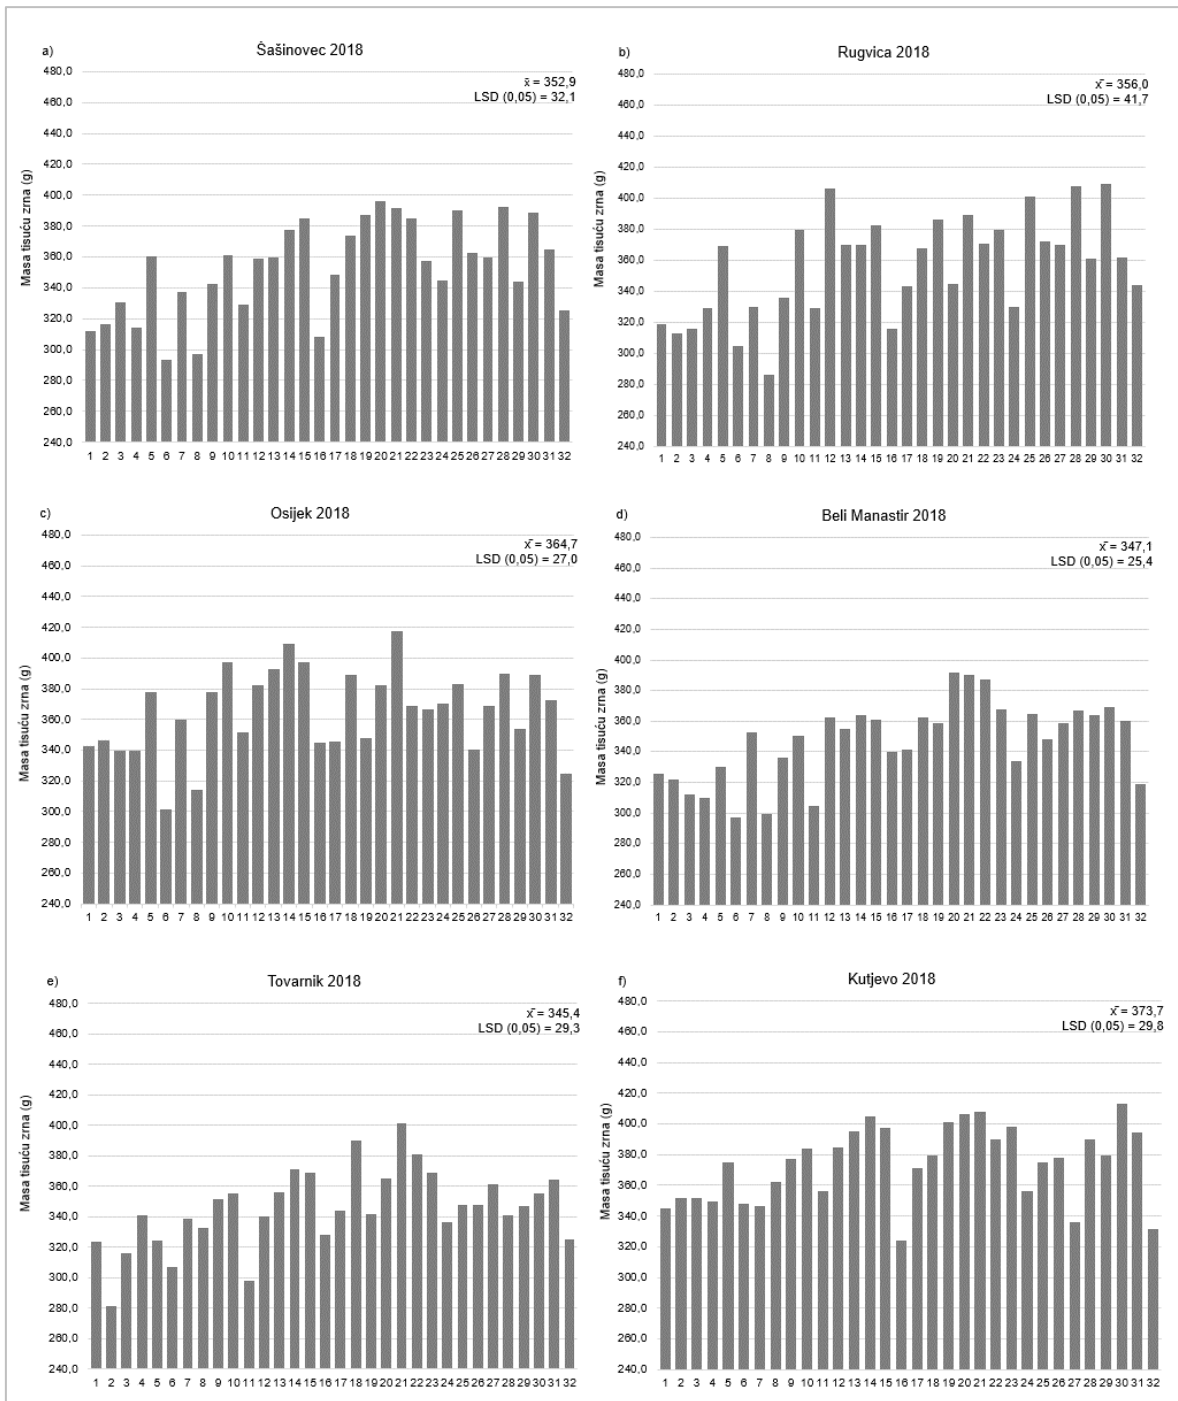 a)
Šašinovec 2018
x̄ = 352,9
LSD (0,05) = 32,1
Masa tisuću zrna (g)
480,0
460,0
440,0
420,0
400,0
380,0
360,0
340,0
320,0
300,0
280,0
260,0
240,0
1 2 3 4 5 6 7 8 9 10 11 12 13 14 15 16 17 18 19 20 21 22 23 24 25 26 27 28 29 30 31 32
b)
Rugvica 2018
x̄ = 356,0
LSD (0,05) = 41,7
Masa tisuću zrna (g)
480,0
460,0
440,0
420,0
400,0
380,0
360,0
340,0
320,0
300,0
280,0
260,0
240,0
1 2 3 4 5 6 7 8 9 10 11 12 13 14 15 16 17 18 19 20 21 22 23 24 25 26 27 28 29 30 31 32
c)
Osijek 2018
x̄ = 364,7
LSD (0,05) = 27,0
Masa tisuću zrna (g)
480,0
460,0
440,0
420,0
400,0
380,0
360,0
340,0
320,0
300,0
280,0
260,0
240,0
1 2 3 4 5 6 7 8 9 10 11 12 13 14 15 16 17 18 19 20 21 22 23 24 25 26 27 28 29 30 31 32
d)
Beli Manastir 2018
x̄ = 347,1
LSD (0,05) = 25,4
Masa tisuću zrna (g)
480,0
460,0
440,0
420,0
400,0
380,0
360,0
340,0
320,0
300,0
280,0
260,0
240,0
1 2 3 4 5 6 7 8 9 10 11 12 13 14 15 16 17 18 19 20 21 22 23 24 25 26 27 28 29 30 31 32
e)
Tovarnik 2018
x̄ = 345,4
LSD (0,05) = 29,3
Masa tisuću zrna (g)
480,0
460,0
440,0
420,0
400,0
380,0
360,0
340,0
320,0
300,0
280,0
260,0
240,0
1 2 3 4 5 6 7 8 9 10 11 12 13 14 15 16 17 18 19 20 21 22 23 24 25 26 27 28 29 30 31 32
f)
Kutjevo 2018
x̄ = 373,7
LSD (0,05) = 29,8
Masa tisuću zrna (g)
480,0
460,0
440,0
420,0
400,0
380,0
360,0
340,0
320,0
300,0
280,0
260,0
240,0
1 2 3 4 5 6 7 8 9 10 11 12 13 14 15 16 17 18 19 20 21 22 23 24 25 26 27 28 29 30 31 32